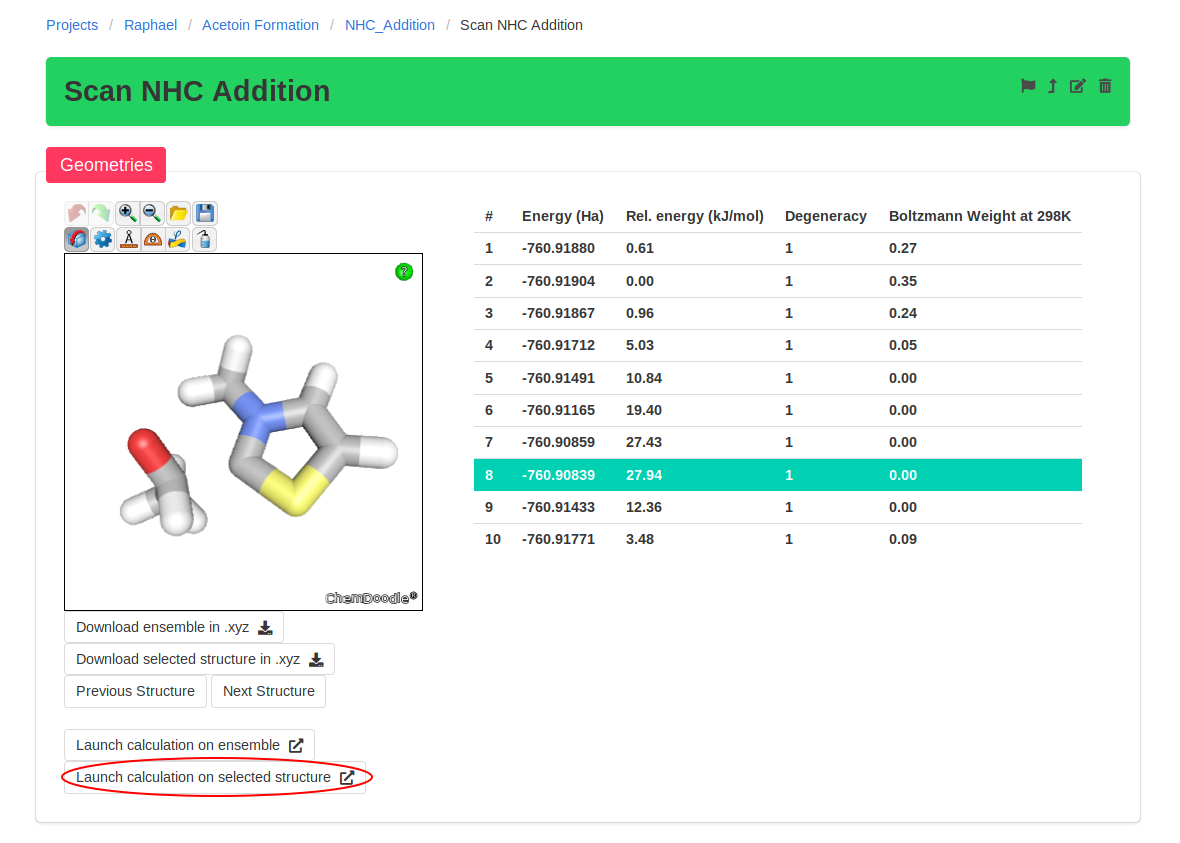 Projects / Raphael / Acetoin Formation / NHC_Addition / Scan NHC Addition
Scan NHC Addition
Geometries
?
ChemDoodle®
Download ensemble in .xyz
Download selected structure in .xyz
Previous Structure Next Structure
Launch calculation on ensemble
Launch calculation on selected structure
# Energy (Ha) Rel. energy (kJ/mol) Degeneracy Boltzmann Weight at 298K
1 -760.91880 0.61 1 0.27
2 -760.91904 0.00 1 0.35
3 -760.91867 0.96 1 0.24
4 -760.91712 5.03 1 0.05
5 -760.91491 10.84 1 0.00
6 -760.91165 19.40 1 0.00
7 -760.90859 27.43 1 0.00
8 -760.90839 27.94 1 0.00
9 -760.91433 12.36 1 0.00
10 -760.91771 3.48 1 0.09